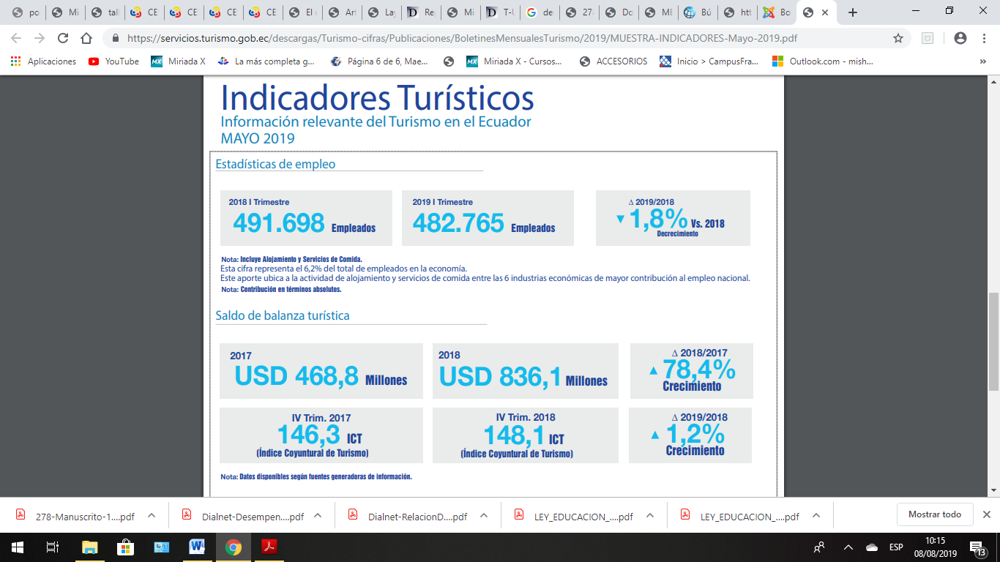 po
Mi
tal
CE
CE
CE
CE
El
Art
Lay
Re
Mi
T-U
de
27
Do
ME
Bú
htt
Bo
https://servicios.turismo.gob.ec/descargas/Turismo-cifras/Publicaciones/BoletinesMensualesTurismo/2019/MUESTRA-INDICADORES-Mayo-2019.pdf
Aplicaciones
YouTube
Miriada X
La más completa g...
Página 6 de 6, Mae...
Miriada X - Cursos...
ACCESORIOS
Inicio > CampusFra...
Outlook.com - mish...
»
Indicadores Turísticos
Información relevante del Turismo en el Ecuador
MAYO 2019
Estadísticas de empleo
2018 I Trimestre
491.698 Empleados
2019 I Trimestre
482.765 Empleados
Δ 2019/2018
▼ 1,8% Vs. 2018
Decrecimiento
Nota: Incluye Alojamiento y Servicios de Comida.
Esta cifra representa el 6,2% del total de empleados en la economía.
Este aporte ubica a la actividad de alojamiento y servicios de comida entre las 6 industrias económicas de mayor contribución al empleo nacional.
Nota: Contribución en términos absolutos.
Saldo de balanza turística
2017
USD 468,8 Millones
2018
USD 836,1 Millones
Δ 2018/2017
▲ 78,4%
Crecimiento
IV Trim. 2017
146,3 ICT
(Índice Coyuntural de Turismo)
IV Trim. 2018
148,1 ICT
(Índice Coyuntural de Turismo)
Δ 2019/2018
▲ 1,2%
Crecimiento
Nota: Datos disponibles según fuentes generadoras de información.
278-Manuscrito-1....pdf
Dialnet-Desempen....pdf
Dialnet-RelacionD....pdf
LEY_EDUCACION_....pdf
LEY_EDUCACION_....pdf
Mostrar todo
ESP
10:15
08/08/2019
13